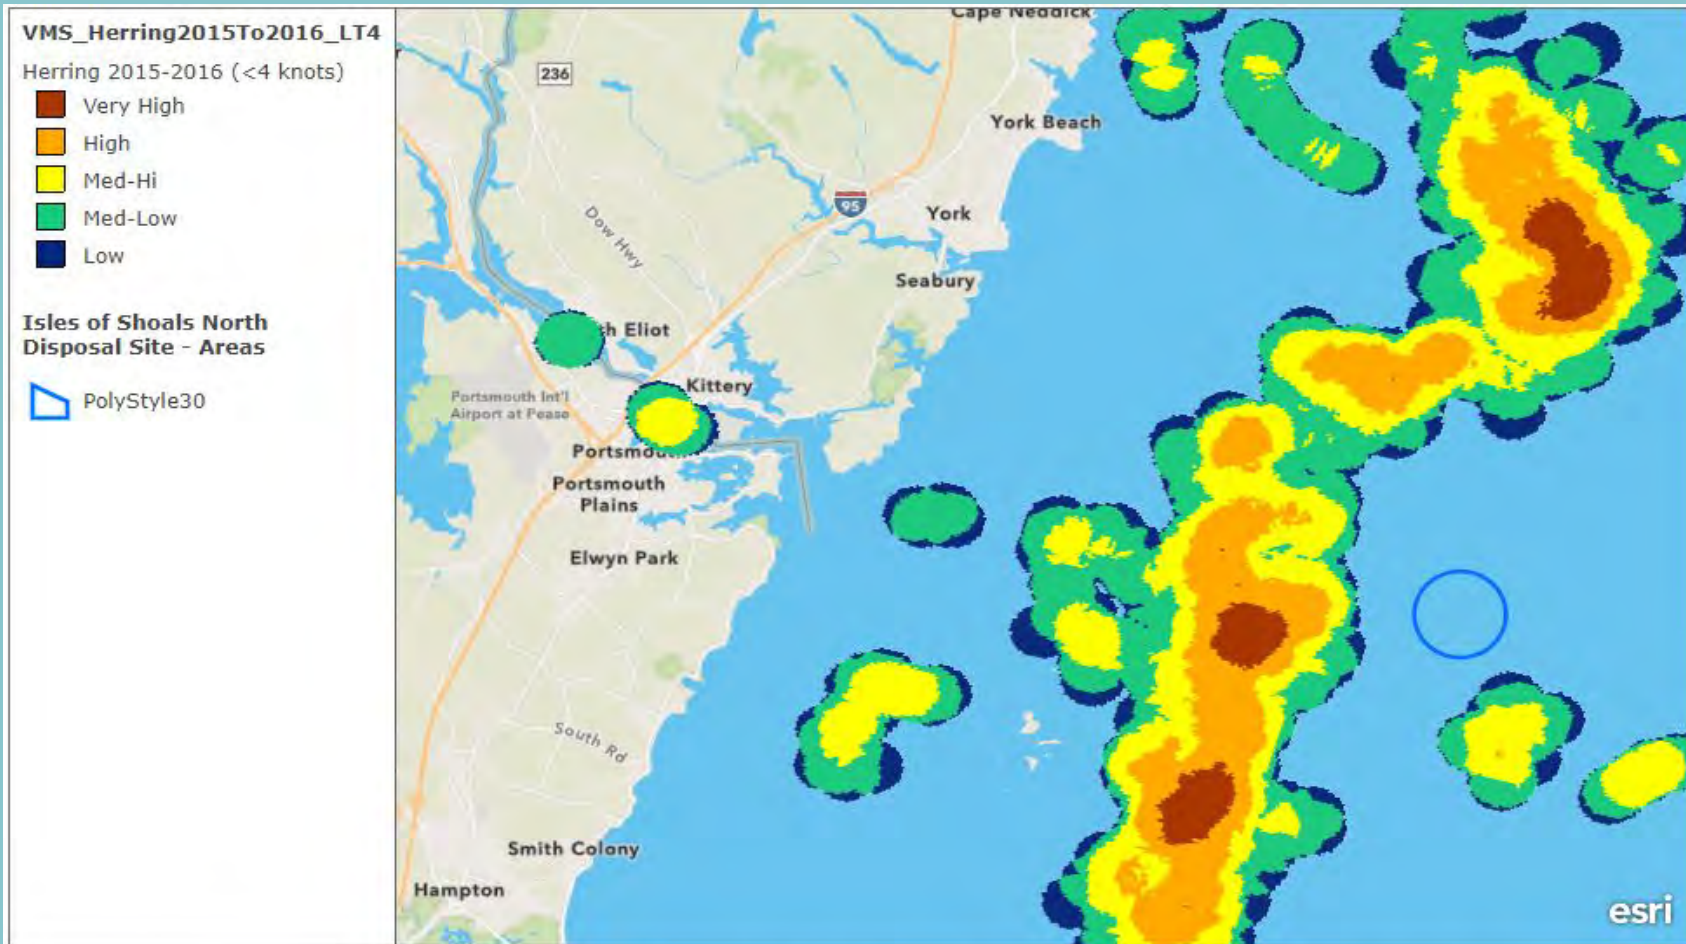 VMS_Herring2015To2016_LT4
Herring 2015-2016 (<4 knots)
Very High
High
Med-Hi
Med-Low
Low
Isles of Shoals North
Disposal Site - Areas
PolyStyle30
Cape Neddick
236
York Beach
95
York
Dow Hwy
Seabury
h Eliot
Kittery
Portsmouth Int'l
Airport at Pease
Portsmou
Portsmouth
Plains
Elwyn Park
South Rd
Smith Colony
Hampton
esri